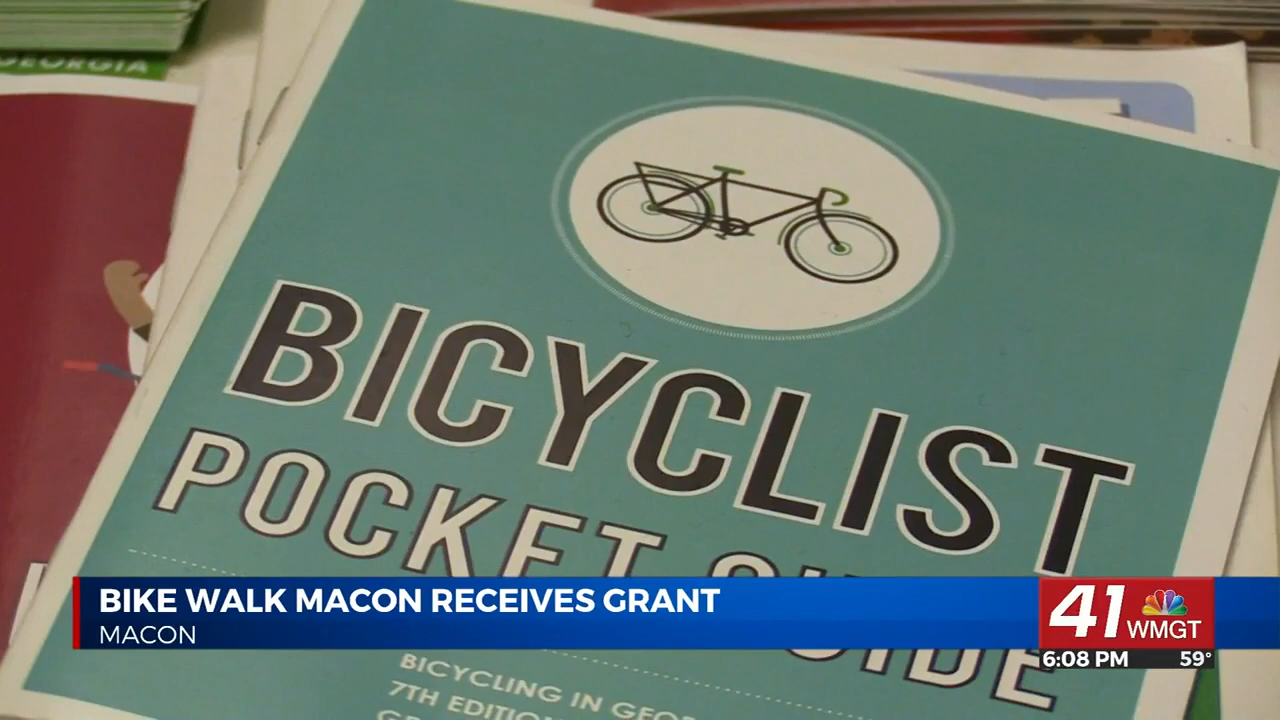 GEORGIA
BICYCLIST
POCKET GUIDE
BIKE WALK MACON RECEIVES GRANT
MACON
41
WMGT
6:08 PM 59°
BICYCLING IN
7TH EDITION